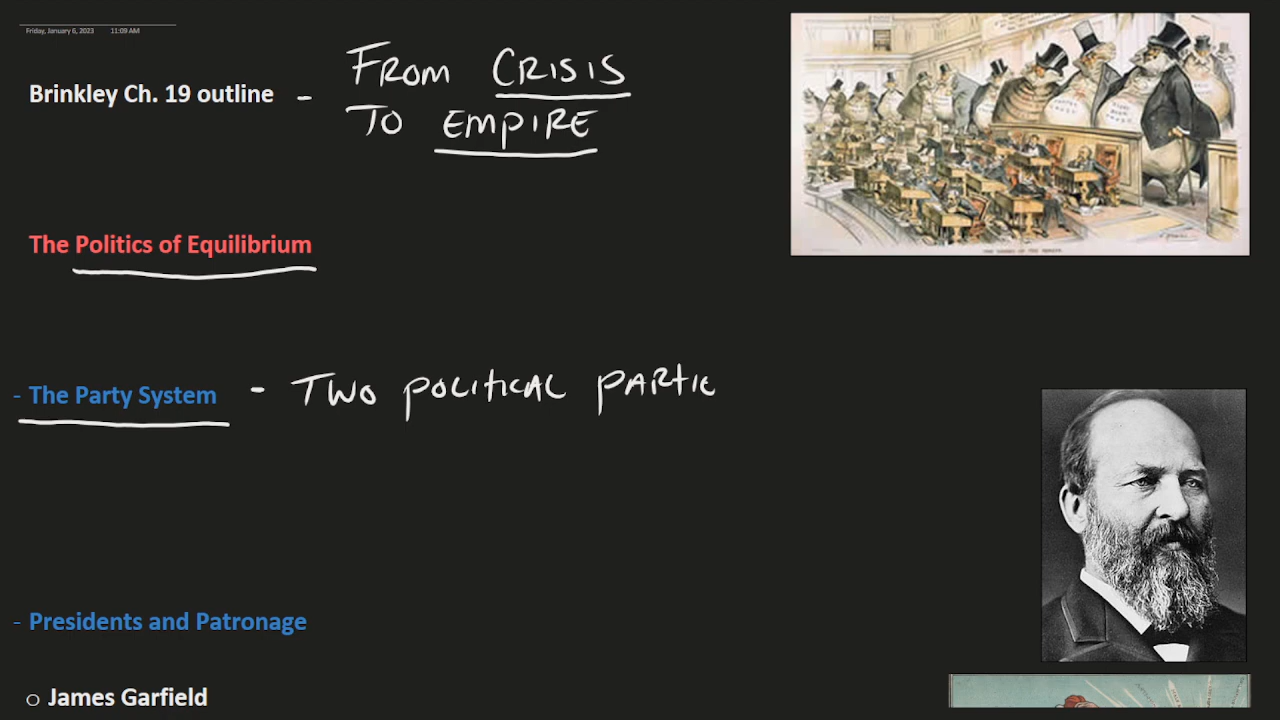 Friday, January 6, 2023 11:09 AM
Brinkley Ch. 19 outline - FROM CRISIS
TO EMPIRE
The Politics of Equilibrium
- The Party System - TWO POLITICAL PARTIE
- Presidents and Patronage
o James Garfield